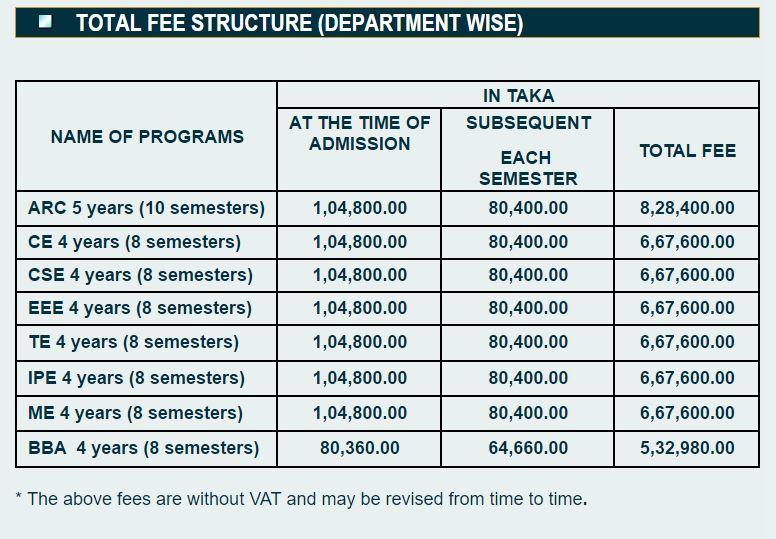 TOTAL FEE STRUCTURE (DEPARTMENT WISE)
NAME OF PROGRAMS
IN TAKA
AT THE TIME OF
ADMISSION
SUBSEQUENT
EACH
SEMESTER
TOTAL FEE
ARC 5 years (10 semesters) 1,04,800.00 80,400.00 8,28,400.00
CE 4 years (8 semesters) 1,04,800.00 80,400.00 6,67,600.00
CSE 4 years (8 semesters) 1,04,800.00 80,400.00 6,67,600.00
EEE 4 years (8 semesters) 1,04,800.00 80,400.00 6,67,600.00
TE 4 years (8 semesters) 1,04,800.00 80,400.00 6,67,600.00
IPE 4 years (8 semesters) 1,04,800.00 80,400.00 6,67,600.00
ME 4 years (8 semesters) 1,04,800.00 80,400.00 6,67,600.00
BBA 4 years (8 semesters) 80,360.00 64,660.00 5,32,980.00
* The above fees are without VAT and may be revised from time to time.